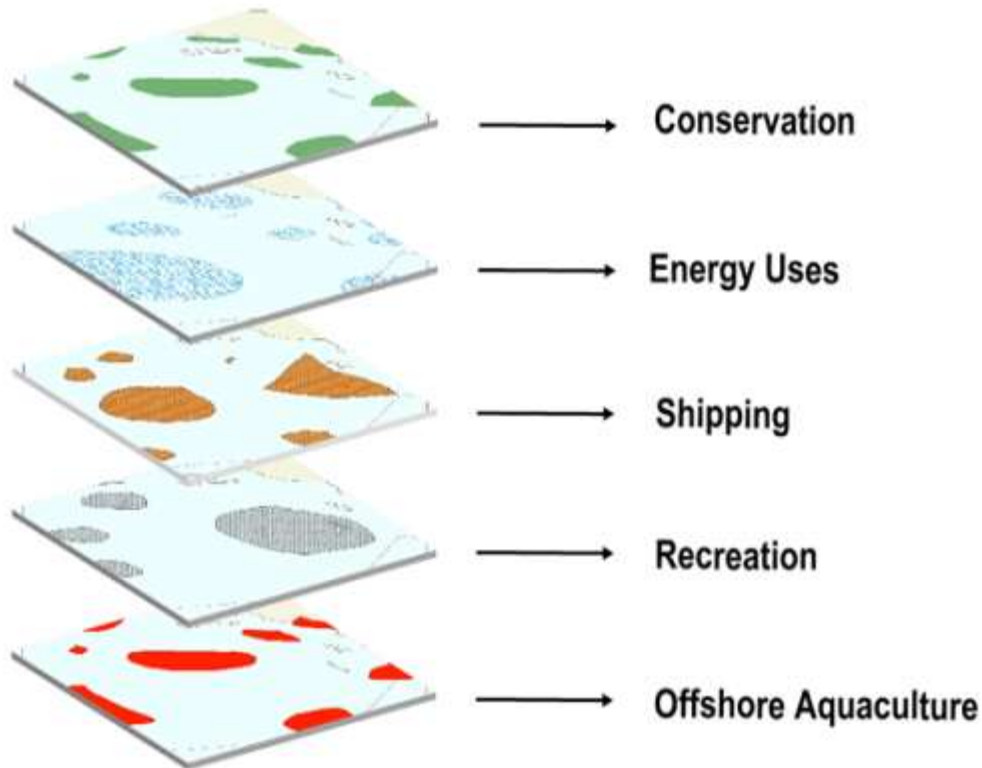 Conservation
Energy Uses
Shipping
Recreation
Offshore Aquaculture